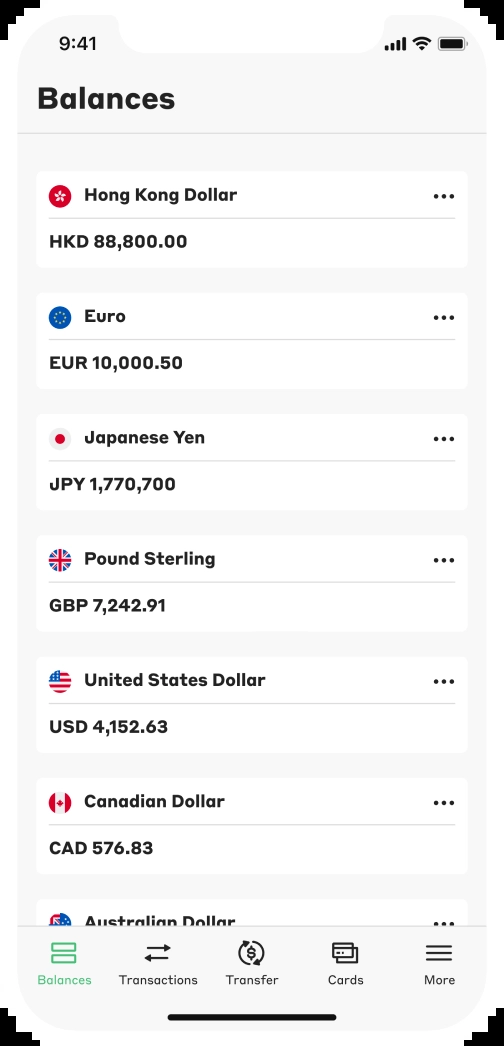 9:41
Balances
Hong Kong Dollar
HKD 88,800.00
Euro
EUR 10,000.50
Japanese Yen
JPY 1,770,700
Pound Sterling
GBP 7,242.91
United States Dollar
USD 4,152.63
Canadian Dollar
CAD 576.83
Australian Dollar
Balances Transactions Transfer Cards More